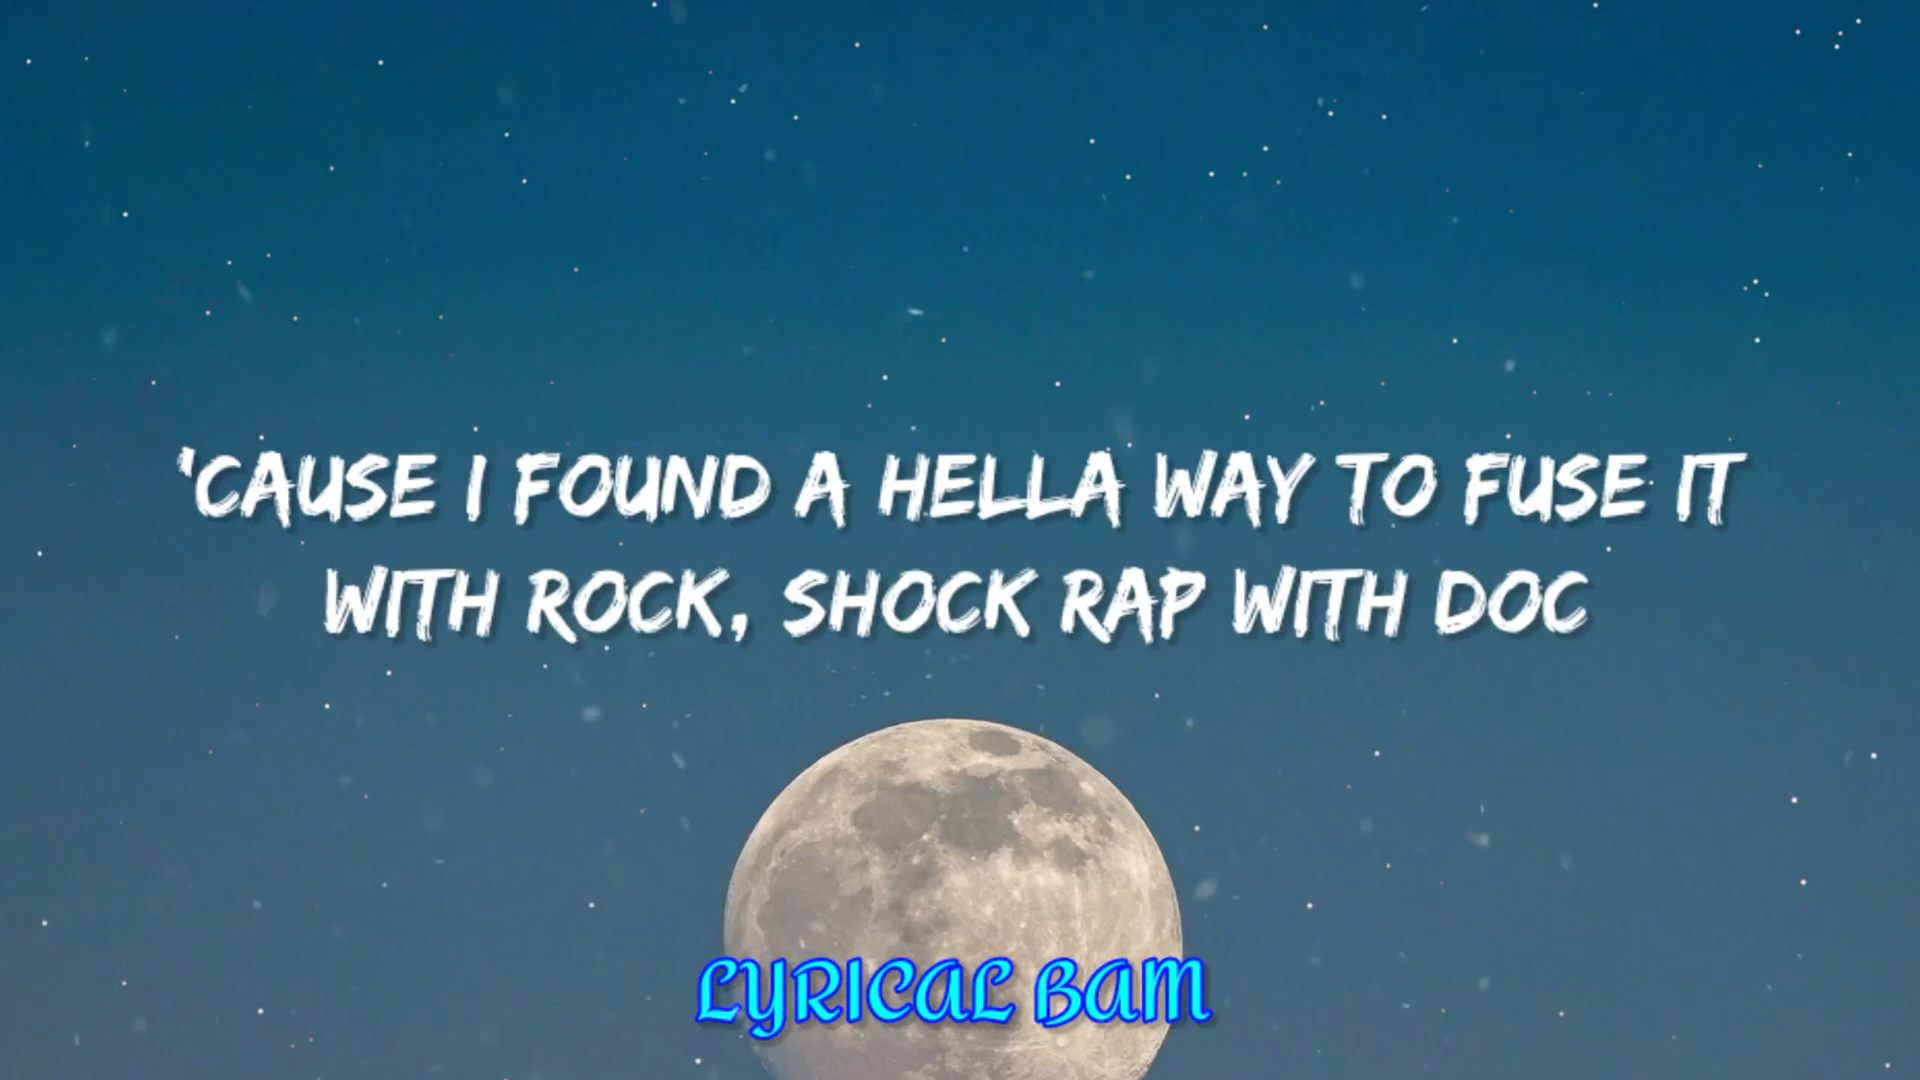 'CAUSE I FOUND A HELLA WAY TO FUSE IT
WITH ROCK, SHOCK RAP WITH DOC
LYRICAL BAM